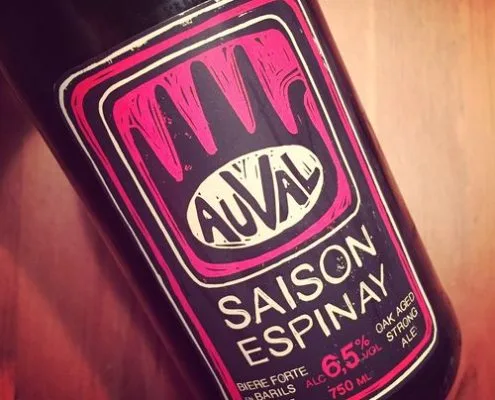 AUVAL
SAISON
ESPINAY
BIERE FORTE
EN BARILS
ALC 6,5% VOL
750 ML
OAK AGED
STRONG
ALE